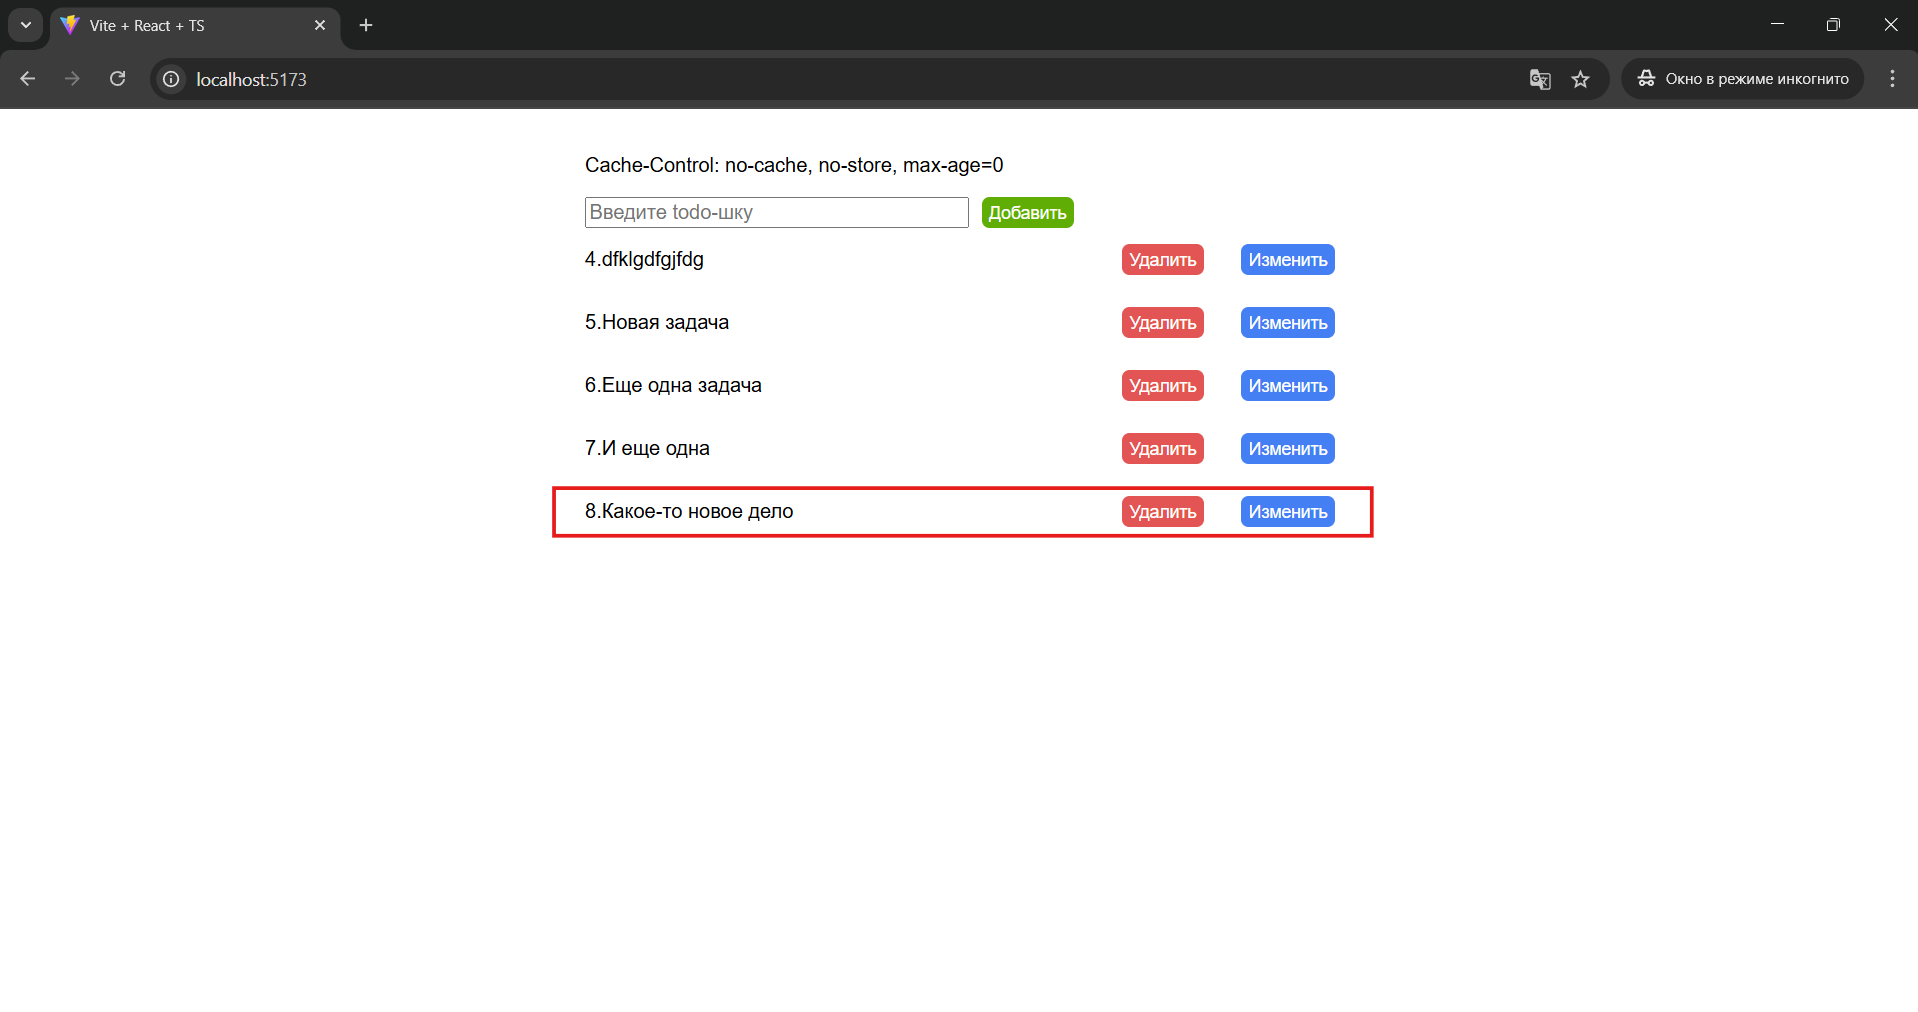 Vite + React + TS
localhost:5173
Окно в режиме инкогнито
Cache-Control: no-cache, no-store, max-age=0
Введите todo-шку Добавить
4.dfklgdfgjfdg Удалить Изменить
5.Новая задача Удалить Изменить
6.Еще одна задача Удалить Изменить
7.И еще одна Удалить Изменить
8.Какое-то новое дело Удалить Изменить